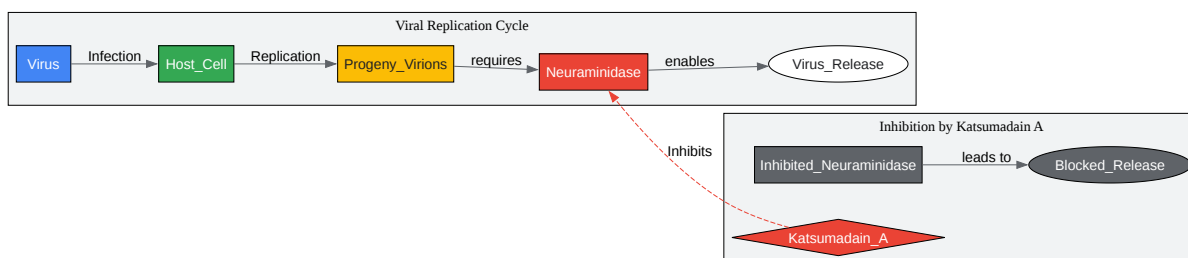 Viral Replication Cycle
Virus
Infection
Host_Cell
Replication
Progeny_Virions
requires
Neuraminidase
enables
Virus_Release
Inhibits
Inhibition by Katsumadain A
Inhibited_Neuraminidase
leads to
Blocked_Release
Katsumadain_A